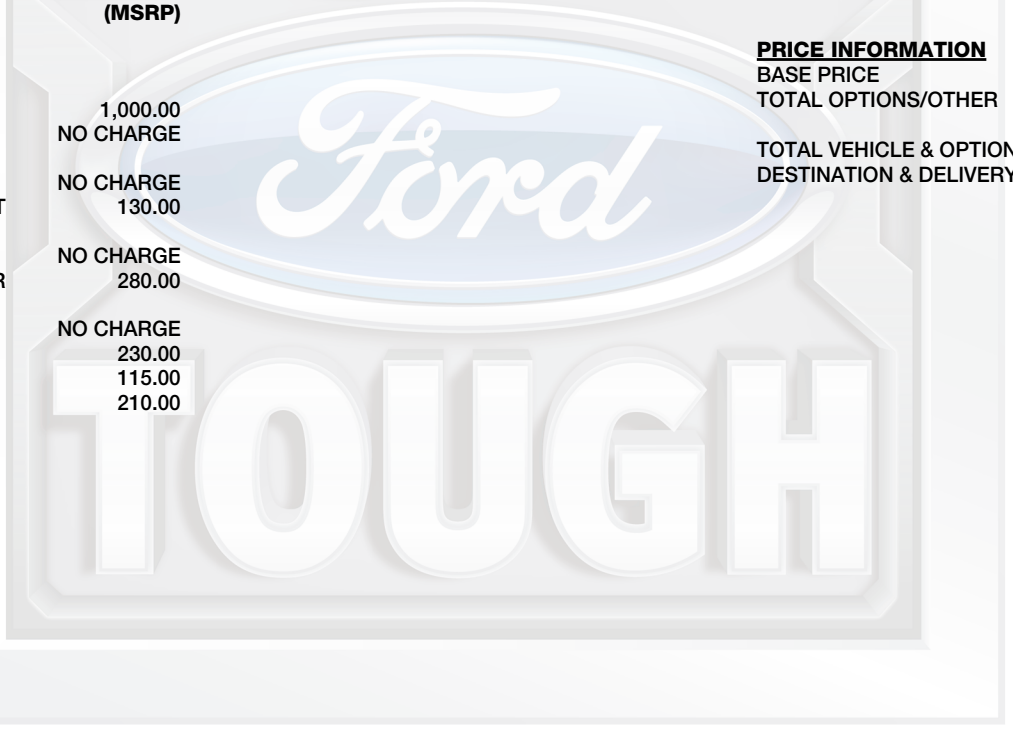 (MSRP)
1,000.00
NO CHARGE
NO CHARGE
T 130.00
NO CHARGE
R 280.00
NO CHARGE
230.00
115.00
210.00
PRICE INFORMATION
BASE PRICE
TOTAL OPTIONS/OTHER
TOTAL VEHICLE & OPTION
DESTINATION & DELIVERY
Ford
TOUGH